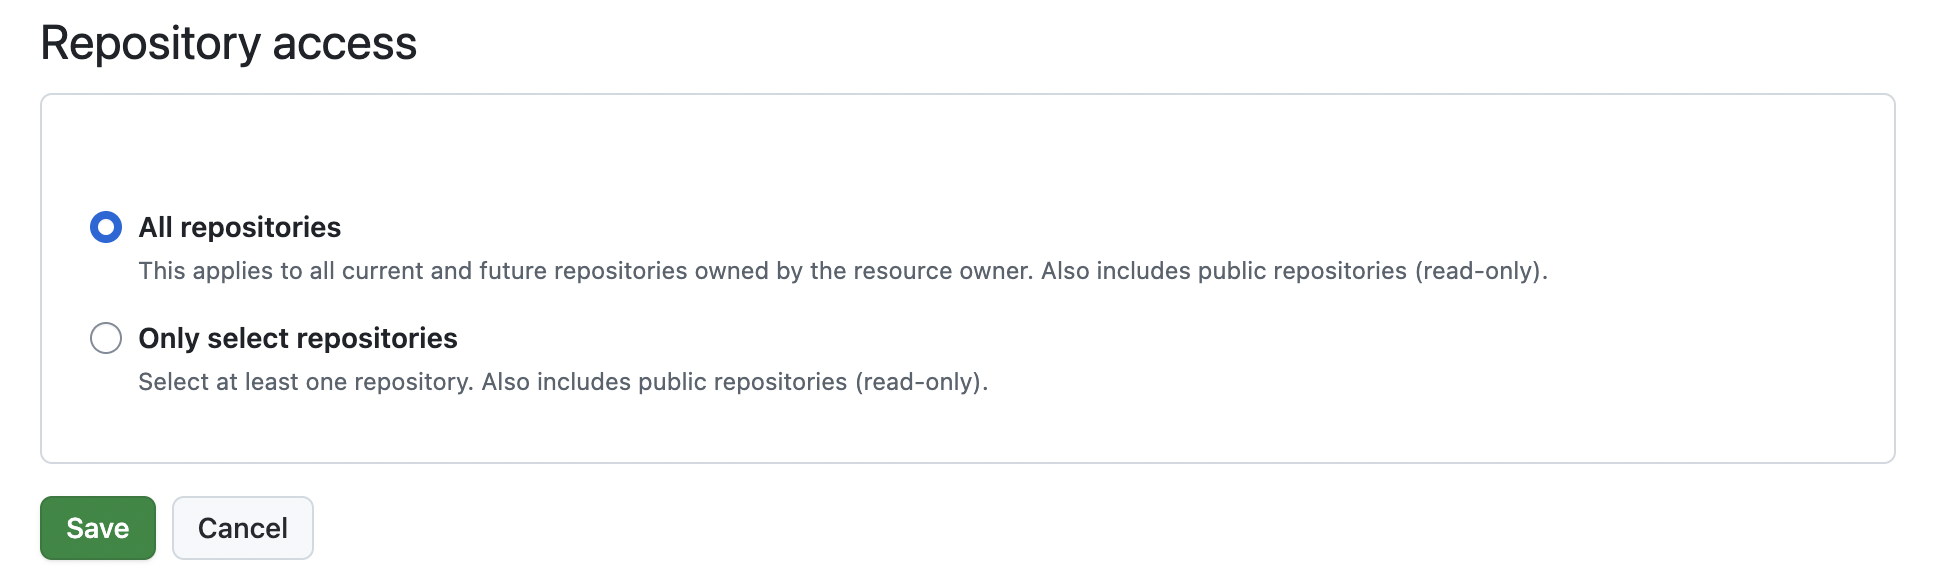 Repository access
All repositories
This applies to all current and future repositories owned by the resource owner. Also includes public repositories (read-only).
Only select repositories
Select at least one repository. Also includes public repositories (read-only).
Save
Cancel